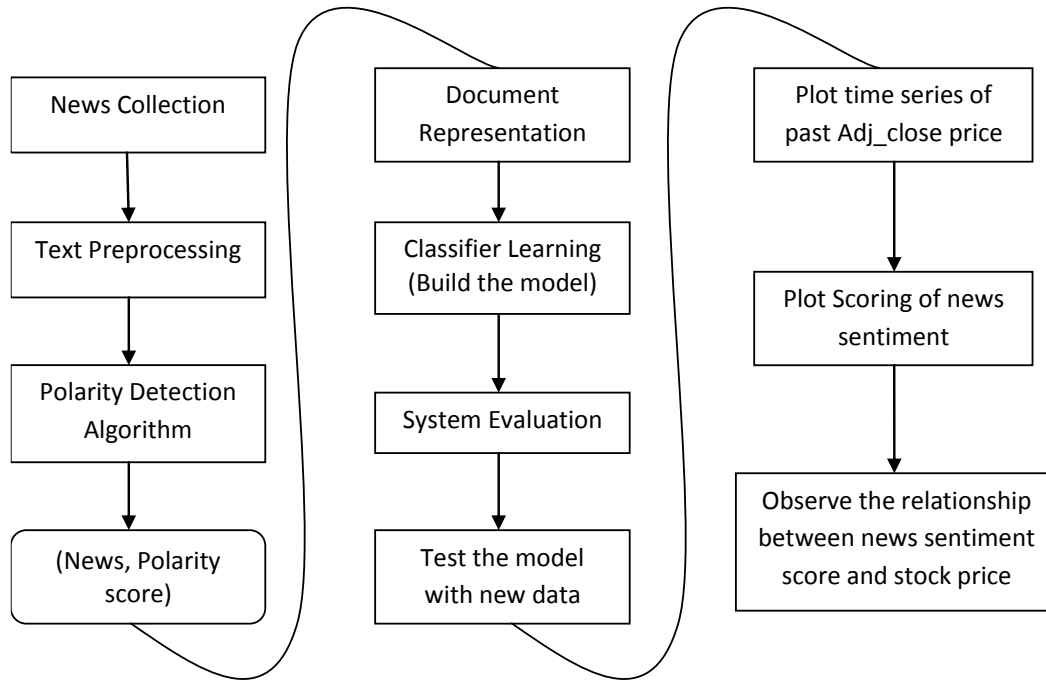 News Collection
Text Preprocessing
Polarity Detection
Algorithm
(News, Polarity
score)
Document
Representation
Classifier Learning
(Build the model)
System Evaluation
Test the model
with new data
Plot time series of
past Adj_close price
Plot Scoring of news
sentiment
Observe the relationship
between news sentiment
score and stock price